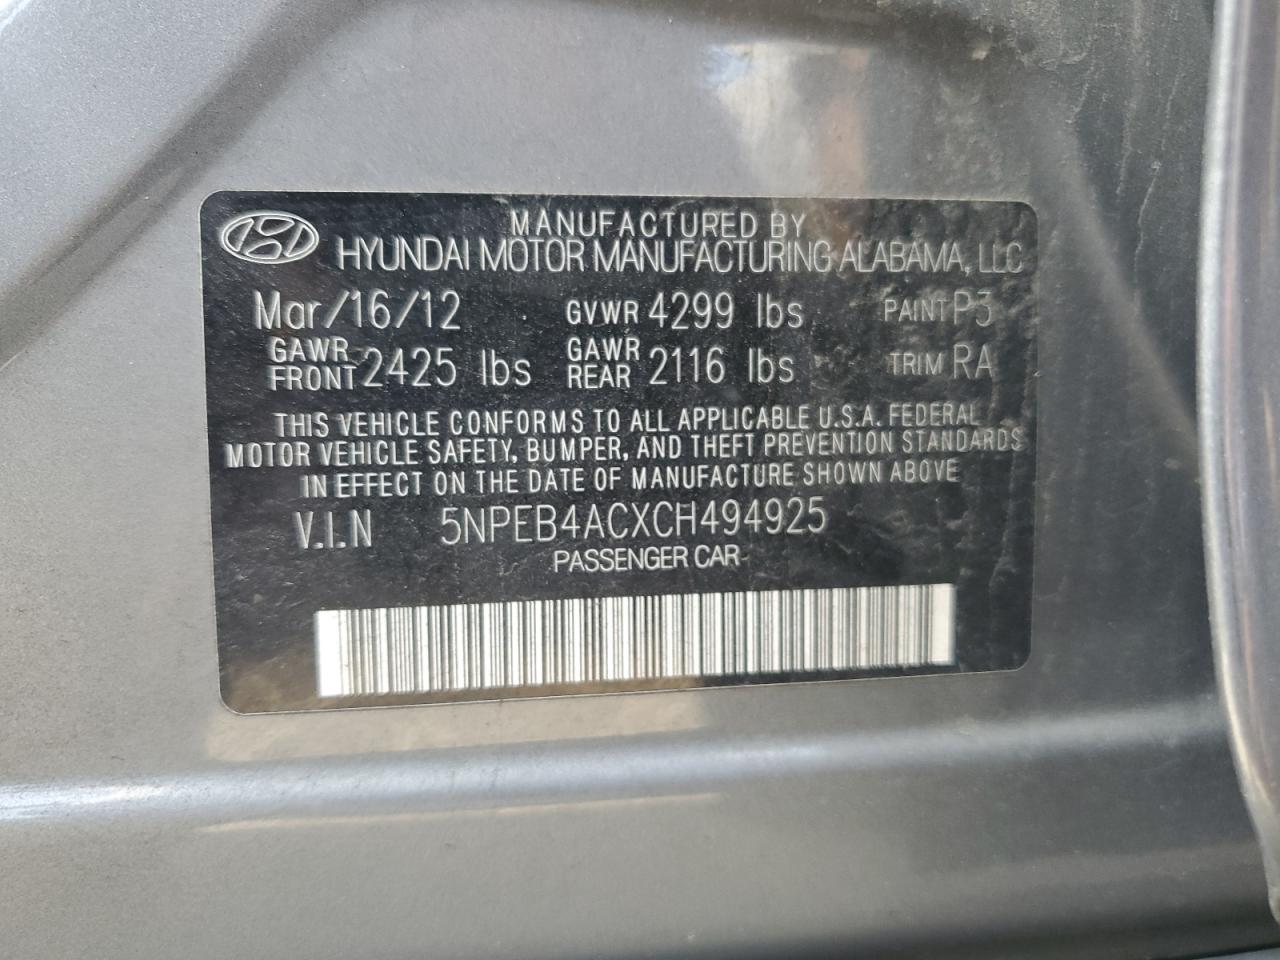 MANUFACTURED BY
HYUNDAI MOTOR MANUFACTURING ALABAMA, LLC
Mar/16/12 GVWR 4299 lbs PAINT P3
GAWR FRONT 2425 lbs GAWR REAR 2116 lbs TRIM RA
THIS VEHICLE CONFORMS TO ALL APPLICABLE U.S.A. FEDERAL
MOTOR VEHICLE SAFETY, BUMPER, AND THEFT PREVENTION STANDARDS
IN EFFECT ON THE DATE OF MANUFACTURE SHOWN ABOVE
V.I.N 5NPEB4ACXCH494925
PASSENGER CAR